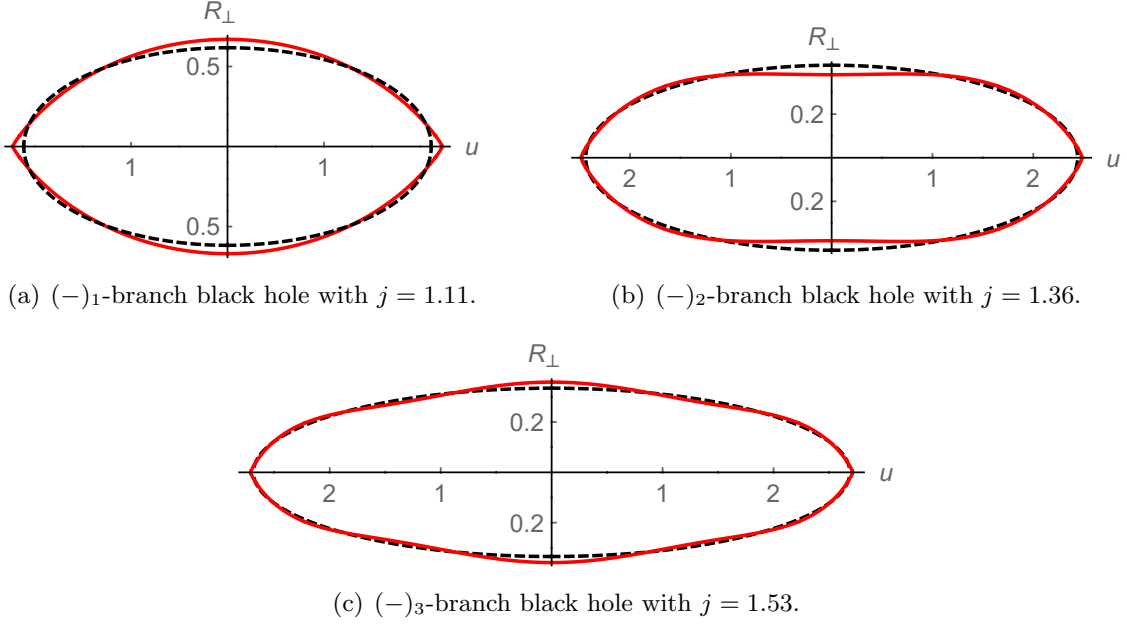 R⊥
0.5
u
1 1
0.5
(a) (−)₁-branch black hole with j = 1.11.
R⊥
0.2
u
2 1 1 2
0.2
(b) (−)₂-branch black hole with j = 1.36.
R⊥
0.2
u
2 1 1 2
0.2
(c) (−)₃-branch black hole with j = 1.53.